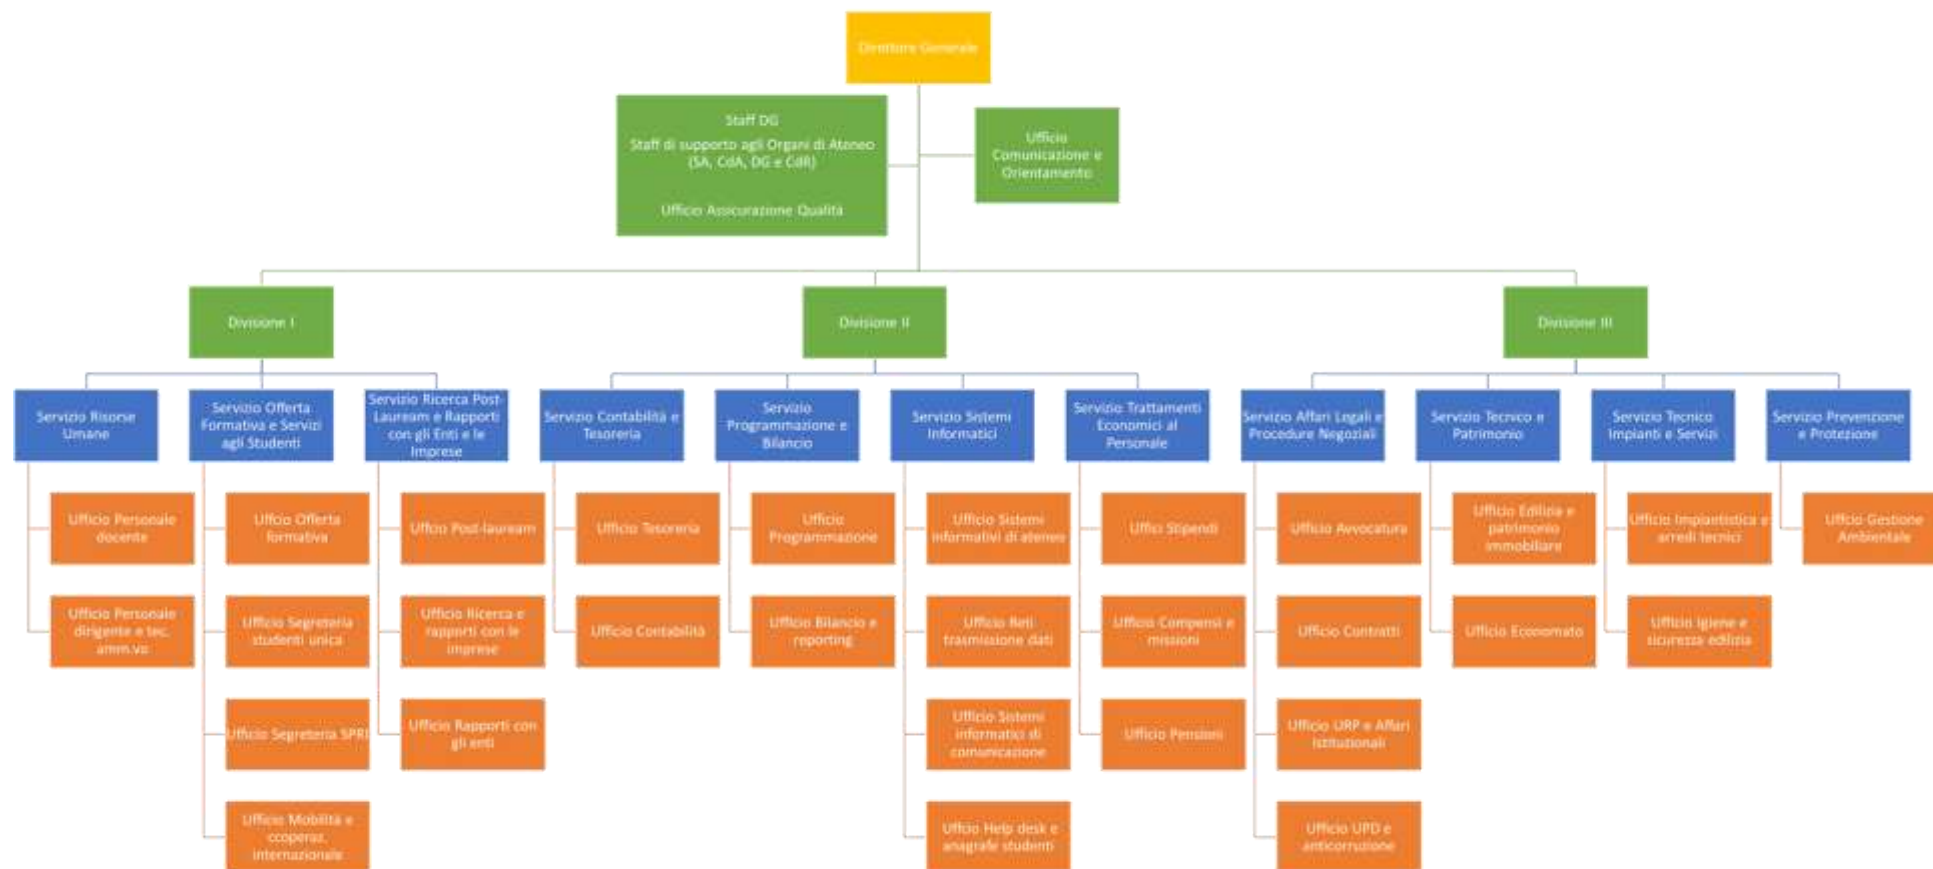 Direttore Generale
Staff DG
Staff di supporto agli Organi di Ateneo
(SA, CdA, DG e CdR)
Ufficio Assicurazione Qualità
Ufficio
Comunicazione e
Orientamento
Divisione I
Divisione II
Divisione III
Servizio Risorse
Umane
Servizio Offerta
Formativa e Servizi
agli Studenti
Servizio Ricerca Post-
Lauream e Rapporti
con gli Enti e le
Imprese
Servizio Contabilità e
Tesoreria
Servizio
Programmazione e
Bilancio
Servizio Sistemi
Informatici
Servizio Trattamenti
Economici al
Personale
Servizio Affari Legali e
Procedure Negoziali
Servizio Tecnico e
Patrimonio
Servizio Tecnico
Impianti e Servizi
Servizio Prevenzione
e Protezione
Ufficio Personale
docente
Uffcio Offerta
formativa
Uffcio Post-lauream
Ufficio Tesoreria
Ufficio
Programmazione
Ufficio Sistemi
informativi di ateneo
Uffici Stipendi
Ufficio Avvocatura
Ufficio Edilizia e
patrimonio
immobiliare
Ufficio Impiantistica e
arredi tecnici
Uffcio Gestione
Ambientale
Ufficio Personale
dirigente e tec.
amm.vo
Ufficio Segreteria
studenti unica
Ufficio Ricerca e
rapporti con le
imprese
Ufficio Contabilità
Ufficio Bilancio e
reporting
Ufficio Reti
trasmissione dati
Ufficio Compensi e
missioni
Ufficio Contratti
Ufficio Economato
Ufficio Igiene e
sicurezza edilizia
Ufficio Segreteria SPRI
Ufficio Rapporti con
gli enti
Ufficio Sistemi
informatici di
comunicazione
Ufficio Pensioni
Ufficio URP e Affari
Istituzionali
Ufficio Mobilità e
ccoperaz.
internazionale
Uffcio Help desk e
anagrafe studenti
Ufficio UPD e
anticorruzione